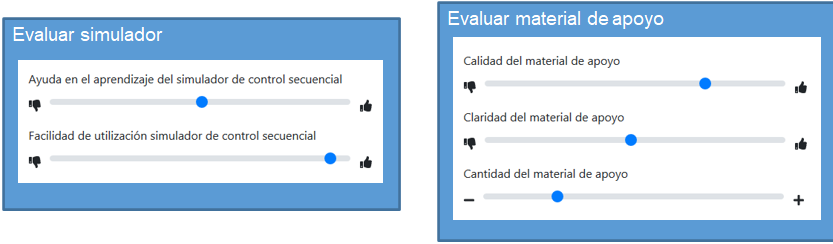 Evaluar simulador
Ayuda en el aprendizaje del simulador de control secuencial
Facilidad de utilización simulador de control secuencial
Evaluar material de apoyo
Calidad del material de apoyo
Claridad del material de apoyo
Cantidad del material de apoyo